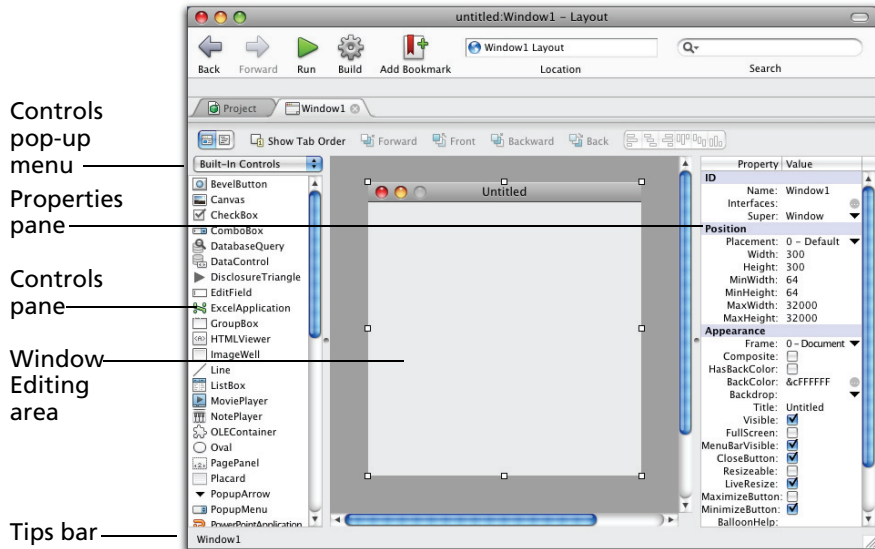 untitled:Window1 – Layout
Back Forward Run Build Add Bookmark
Window1 Layout
Location
Search
Project Window1
Show Tab Order Forward Front Backward Back
Controls
pop-up
menu
Properties
pane
Controls
pane
Window
Editing
area
Tips bar
Built-In Controls
BevelButton
Canvas
CheckBox
ComboBox
DatabaseQuery
DataControl
DisclosureTriangle
EditField
ExcelApplication
GroupBox
HTMLViewer
ImageWell
Line
ListBox
MoviePlayer
NotePlayer
OLEContainer
Oval
PagePanel
Placard
PopupArrow
PopupMenu
PowerPointApplication
Untitled
Property Value
ID
Name: Window1
Interfaces:
Super: Window
Position
Placement: 0 – Default
Width: 300
Height: 300
MinWidth: 64
MinHeight: 64
MaxWidth: 32000
MaxHeight: 32000
Appearance
Frame: 0 – Document
Composite:
HasBackColor:
BackColor: &cFFFFFF
Backdrop:
Title: Untitled
Visible:
FullScreen:
MenuBarVisible:
CloseButton:
Resizeable:
LiveResize:
MaximizeButton:
MinimizeButton:
BalloonHelp:
Window1